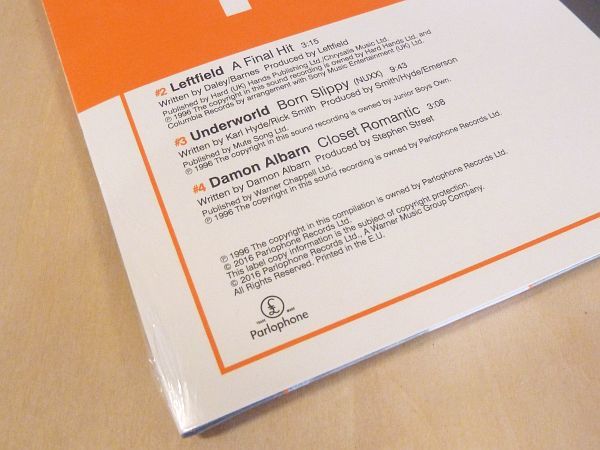 #2 Leftfield A Final Hit 3:15
Written by Daley/Barnes Produced by Leftfield
Published by Hard (UK) Hands Publishing Ltd./Chrysalis Music Ltd.
℗ 1996 The copyright in this sound recording is owned by Hard Hands Ltd. and
Columbia Records by arrangement with Sony Music Entertainment (UK) Ltd.
#3 Underworld Born Slippy (NUXX) 9:43
Written by Karl Hyde/Rick Smith Produced by Smith/Hyde/Emerson
Published by Mute Song Ltd.
℗ 1996 The copyright in this sound recording is owned by Junior Boys Own.
#4 Damon Albarn Closet Romantic 3:08
Written by Damon Albarn Produced by Stephen Street
Published by Warner Chappell Ltd.
℗ 1996 The copyright in this sound recording is owned by Parlophone Records Ltd.
℗ 1996 The copyright in this compilation is owned by Parlophone Records Ltd.
© 2016 Parlophone Records Ltd.
This label copy information is the subject of copyright protection.
© 2016 Parlophone Records Ltd., A Warner Music Group Company.
All Rights Reserved. Printed in the E.U.
£
TRADE MARK
Parlophone